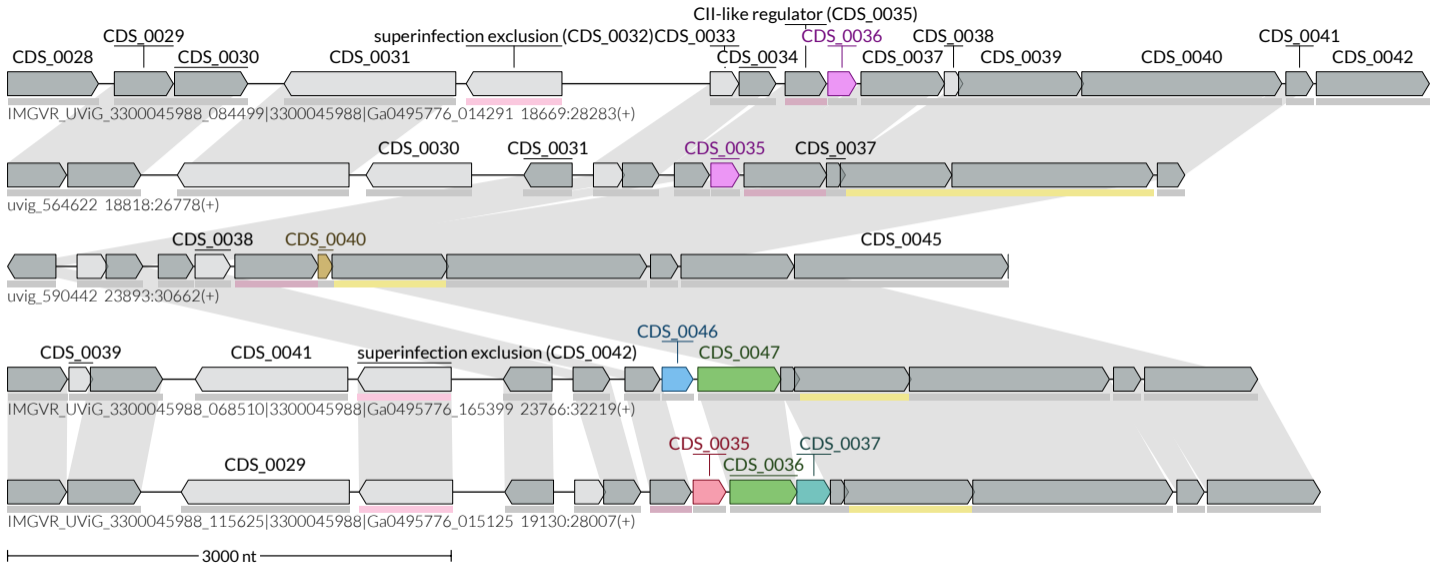 CII-like regulator (CDS_0035)
CDS_0029 superinfection exclusion (CDS_0032) CDS_0033 CDS_0036 CDS_0038 CDS_0041
CDS_0028 CDS_0030 CDS_0031 CDS_0034 CDS_0037 CDS_0039 CDS_0040 CDS_0042
IMGVR_UViG_3300045988_084499|3300045988|Ga0495776_014291 18669:28283(+)
CDS_0030 CDS_0031 CDS_0035 CDS_0037
uvig_564622 18818:26778(+)
CDS_0038 CDS_0040 CDS_0045
uvig_590442 23893:30662(+)
CDS_0046
CDS_0039 CDS_0041 superinfection exclusion (CDS_0042) CDS_0047
IMGVR_UViG_3300045988_068510|3300045988|Ga0495776_165399 23766:32219(+)
CDS_0035 CDS_0037
CDS_0029 CDS_0036
IMGVR_UViG_3300045988_115625|3300045988|Ga0495776_015125 19130:28007(+)
3000 nt